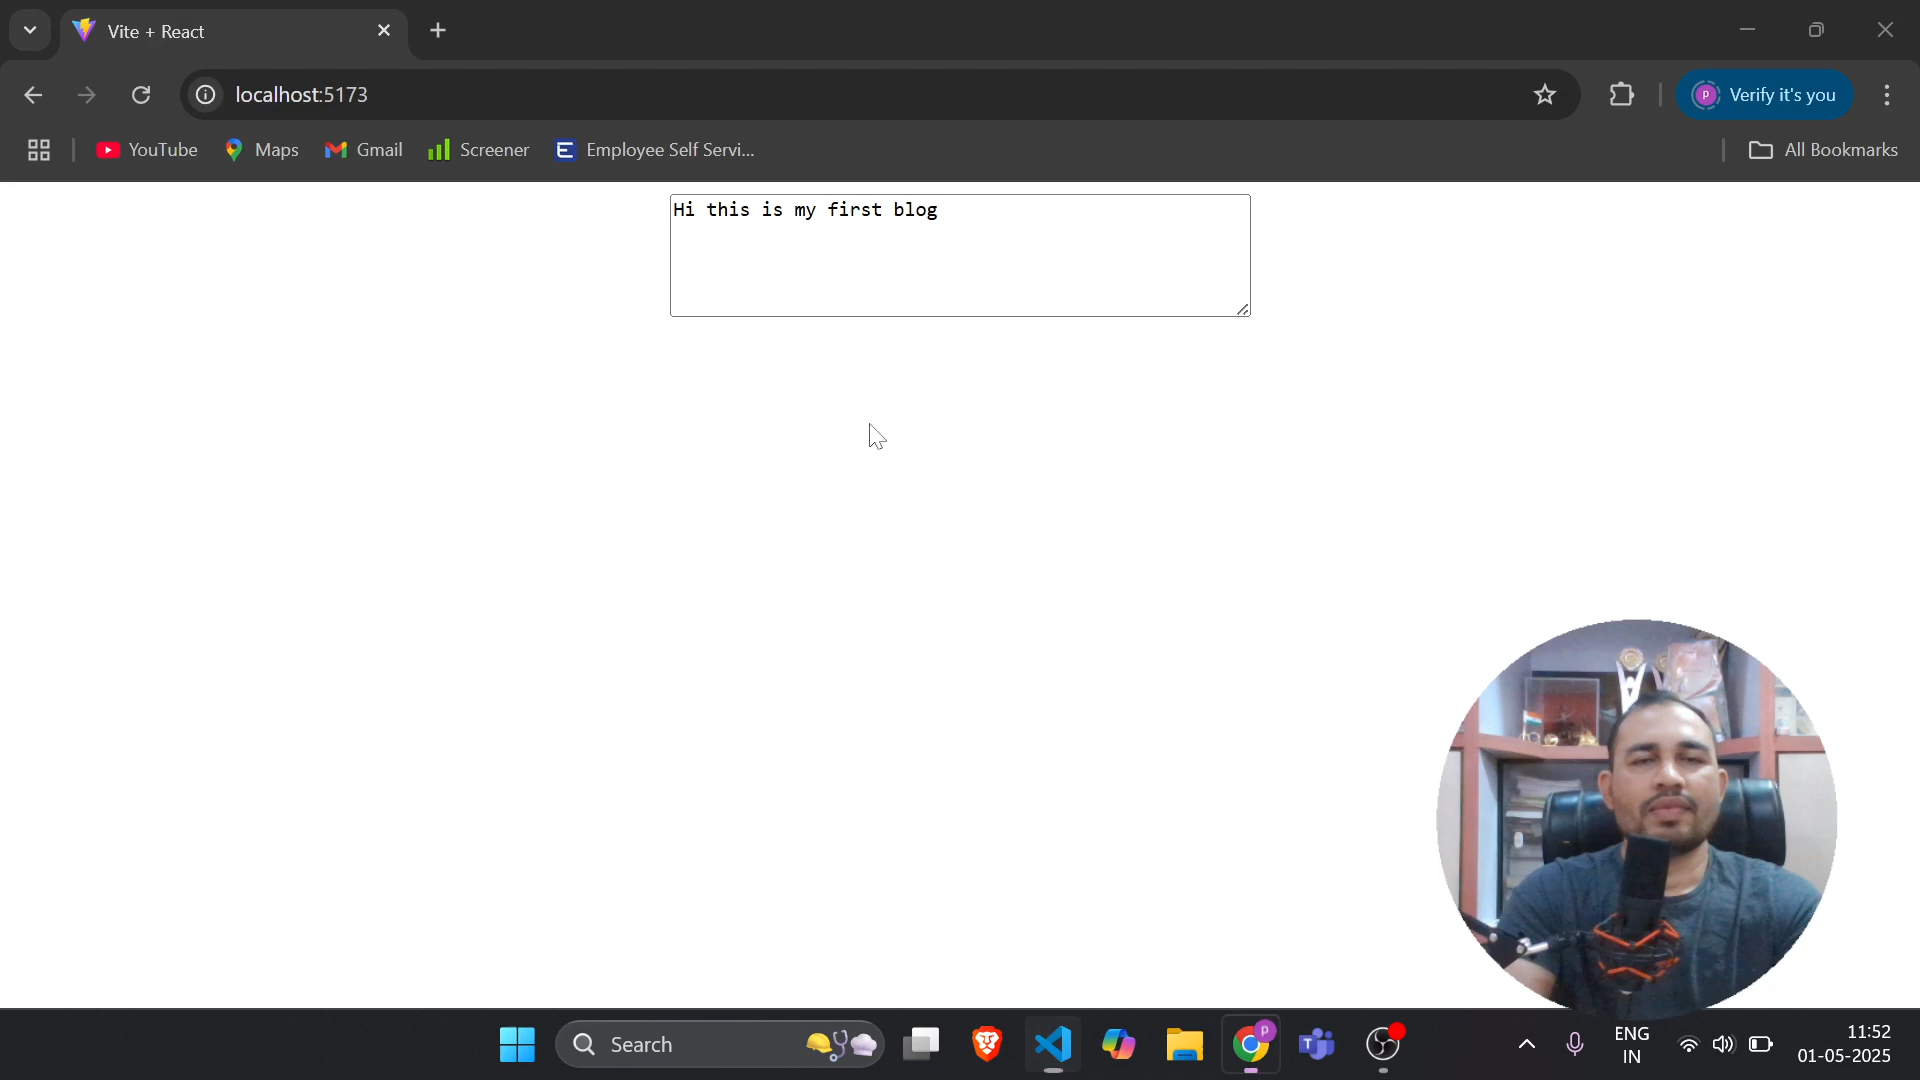 Vite + React
localhost:5173
Verify it's you
YouTube
Maps
Gmail
Screener
Employee Self Servi...
All Bookmarks
Hi this is my first blog
Search
ENG
IN
11:52
01-05-2025